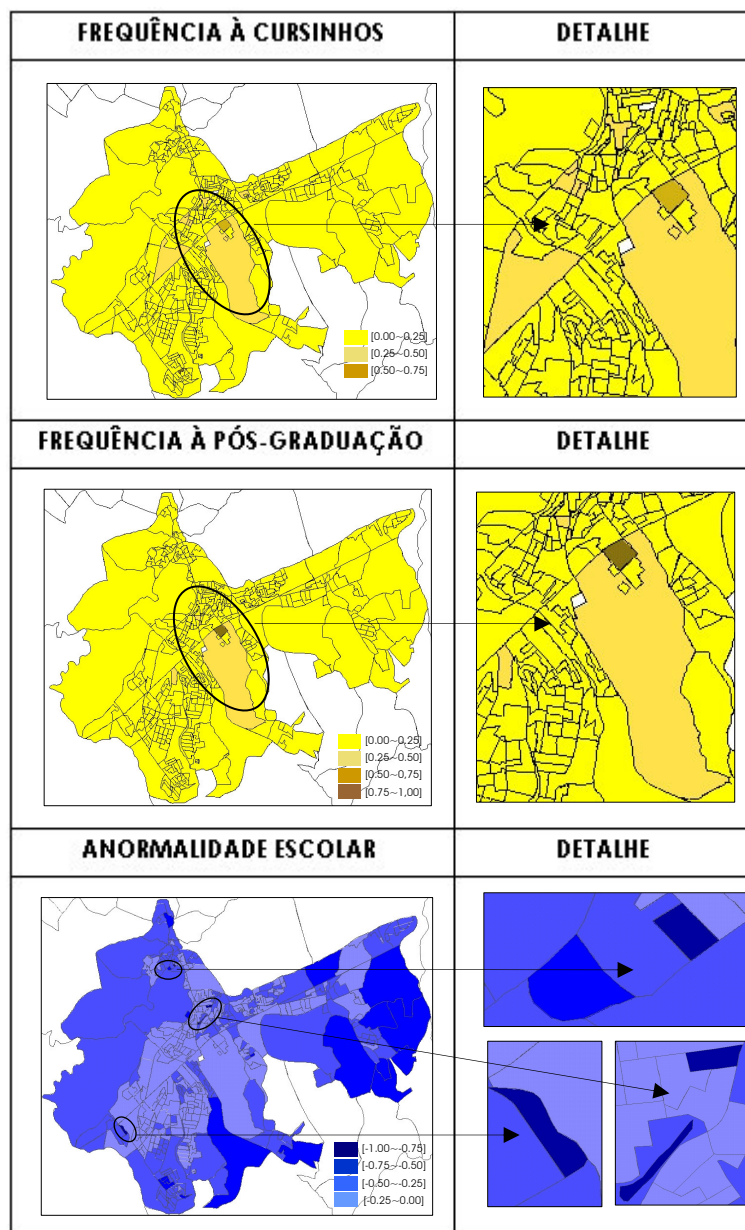 FREQUÊNCIA À CURSINHOS
DETALHE
[0.00~0.25]
[0.25~0.50]
[0.50~0.75]
FREQUÊNCIA À PÓS-GRADUAÇÃO
DETALHE
[0.00~0.25]
[0.25~0.50]
[0.50~0,75]
[0.75~1,00]
ANORMALIDADE ESCOLAR
DETALHE
[-1.00~-0.75]
[-0.75~-0.50]
[-0.50~-0.25]
[-0.25~0.00]